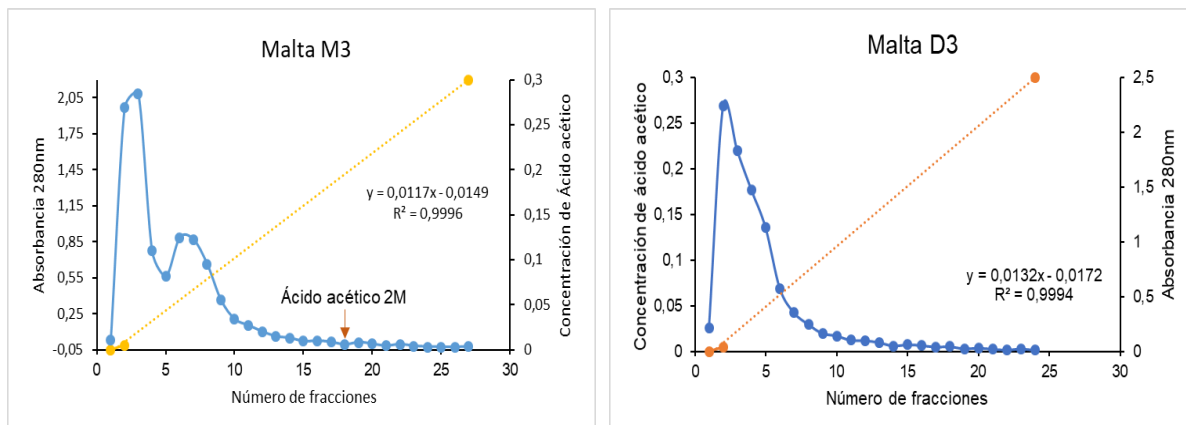 Malta M3
Absorbancia 280nm
2,05
1,75
1,45
1,15
0,85
0,55
0,25
-0,05
0,3
0,25
0,2
0,15
0,1
0,05
0
Concentración de Ácido acético
y = 0,0117x - 0,0149
R² = 0,9996
Ácido acético 2M
0 5 10 15 20 25 30
Número de fracciones
Malta D3
Concentración de ácido acético
0,3
0,25
0,2
0,15
0,1
0,05
0
2,5
2
1,5
1
0,5
0
Absorbancia 280nm
y = 0,0132x - 0,0172
R² = 0,9994
0 5 10 15 20 25 30
Número de fracciones